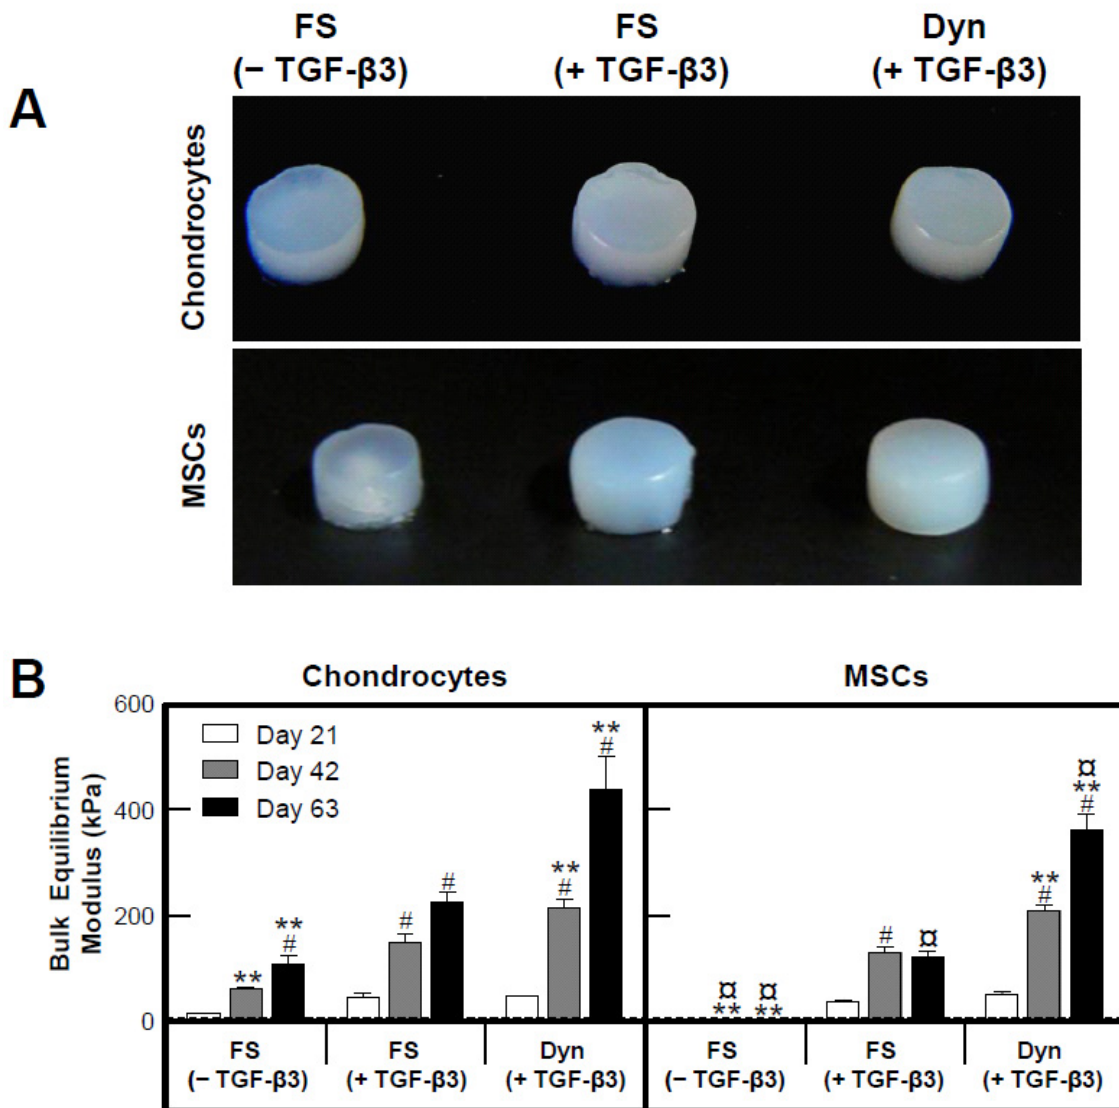 FS
(− TGF-β3)
FS
(+ TGF-β3)
Dyn
(+ TGF-β3)
A
Chondrocytes
MSCs
B
Chondrocytes
MSCs
Bulk Equilibrium
Modulus (kPa)
600
400
200
0
Day 21
Day 42
Day 63
**
**
#
#
#
**
#
**
#
¤
**
¤
**
#
¤
**
#
¤
**
#
FS
(− TGF-β3)
FS
(+ TGF-β3)
Dyn
(+ TGF-β3)
FS
(− TGF-β3)
FS
(+ TGF-β3)
Dyn
(+ TGF-β3)